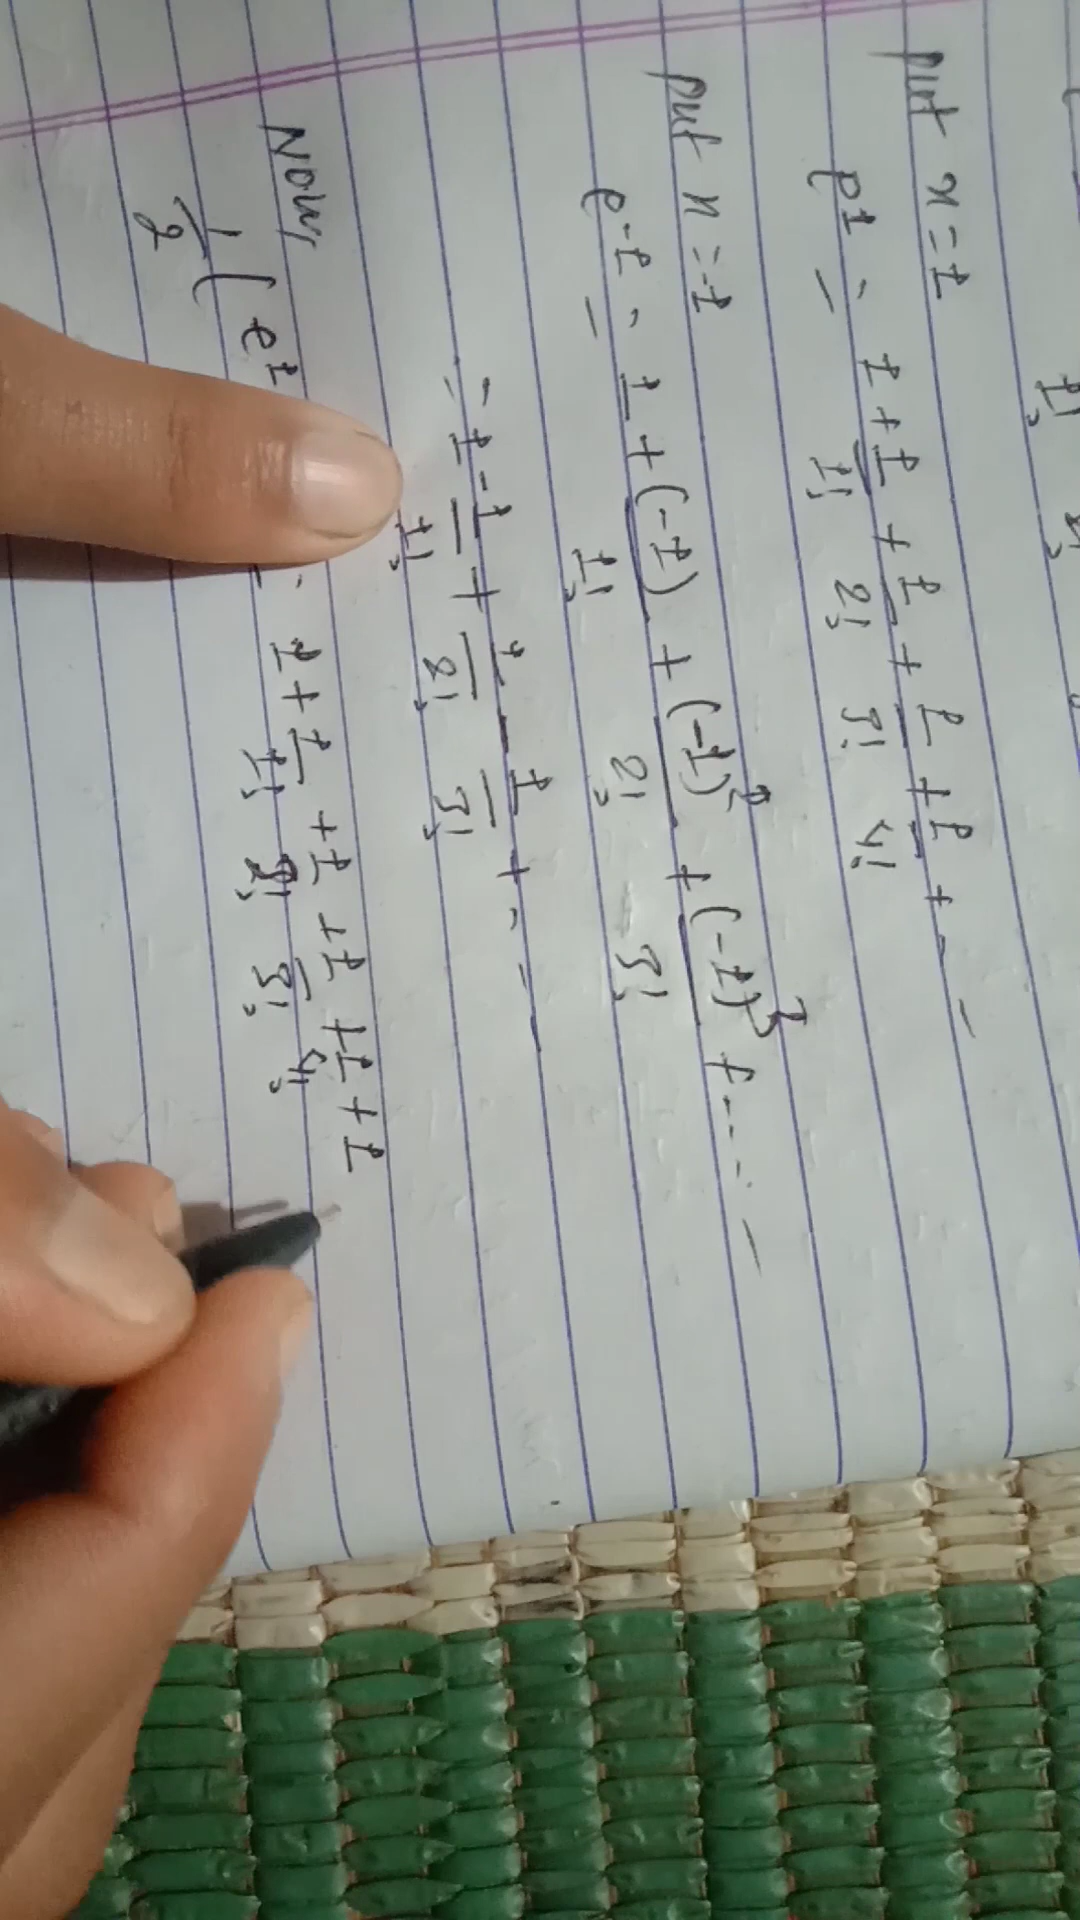 put x = 1
e¹ = 1 + 1/1! + 1/2! + 1/3! + 1/4! + - -
put x = -1
e⁻¹ = 1 + (-1)/1! + (-1)²/2! + (-1)³/3! + - - - -
= 1 - 1/1! + 1/2! - 1/3! + - - -
Now,
1/2 ( e¹ 1 + 1/1! + 1/2! + 1/3! + 1/4! + 1